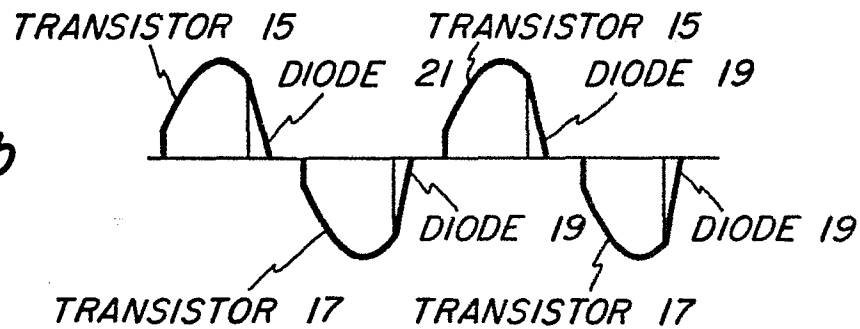 TRANSISTOR 15 TRANSISTOR 15
DIODE 21 DIODE 19
DIODE 19 DIODE 19
TRANSISTOR 17 TRANSISTOR 17